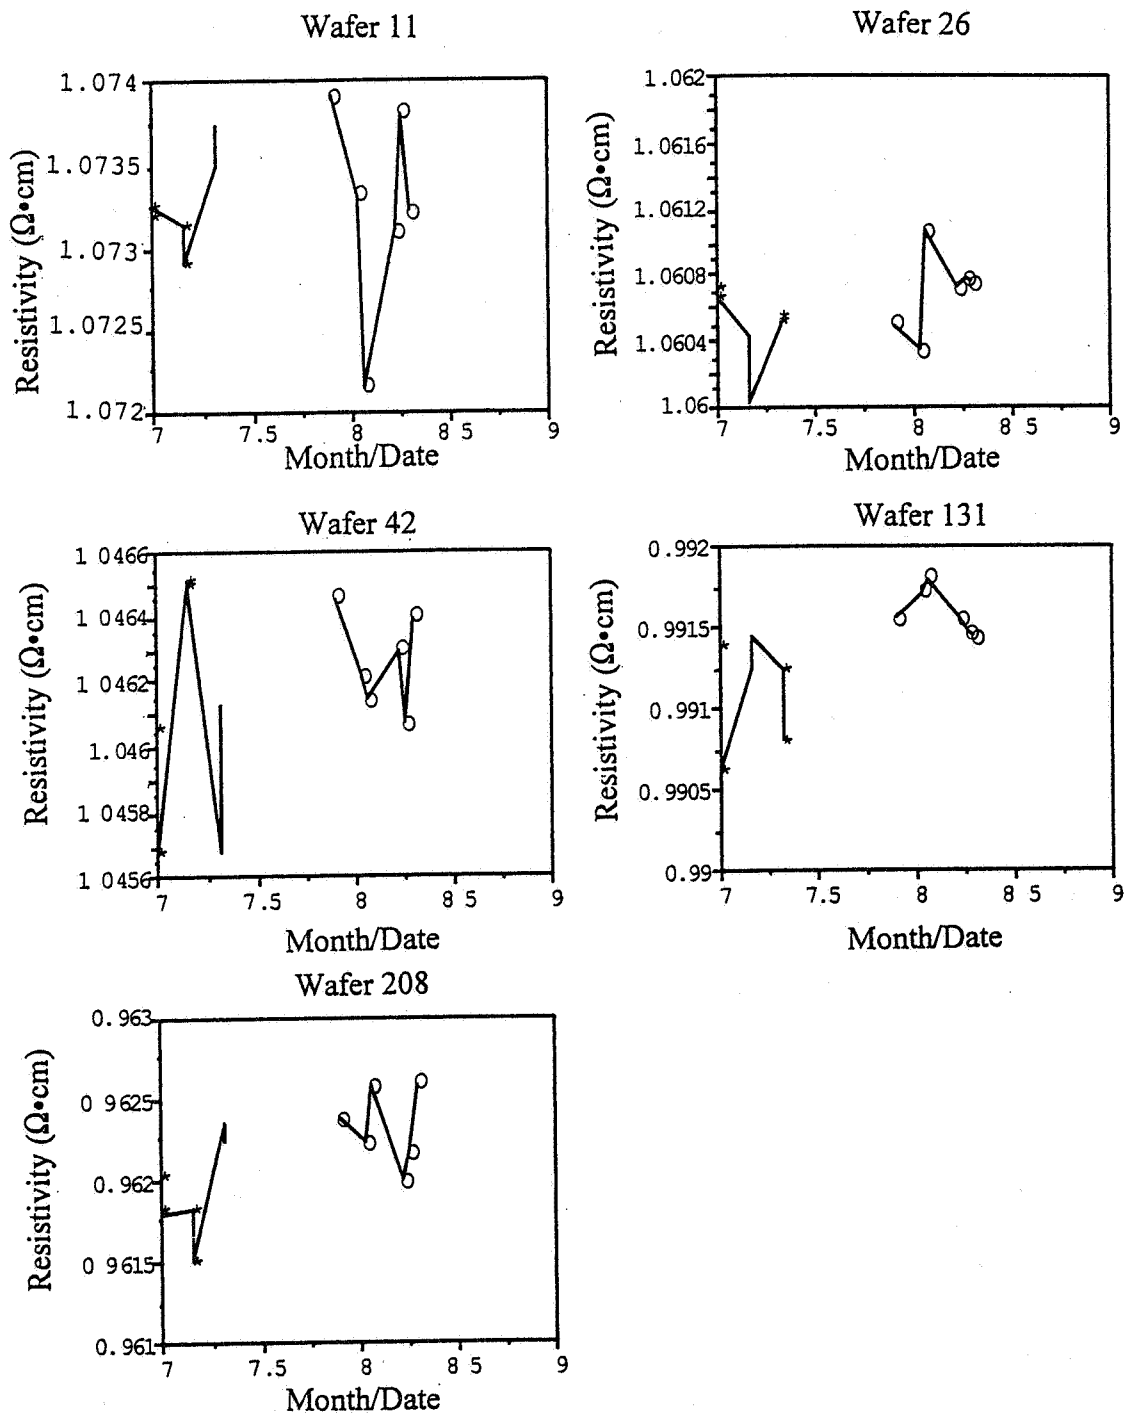 Wafer 11
1.074
1.0735
1.073
1.0725
1.072
Resistivity (Ω•cm)
7 7.5 8 8 5 9
Month/Date
Wafer 26
1.062
1.0616
1.0612
1.0608
1.0604
1.06
Resistivity (Ω•cm)
7 7.5 8 8 5 9
Month/Date
Wafer 42
1 0466
1 0464
1 0462
1.046
1 0458
1 0456
Resistivity (Ω•cm)
7 7.5 8 8 5 9
Month/Date
Wafer 131
0.992
0.9915
0.991
0.9905
0.99
Resistivity (Ω•cm)
7 7.5 8 8 5 9
Month/Date
Wafer 208
0.963
0 9625
0.962
0 9615
0.961
Resistivity (Ω•cm)
7 7.5 8 8 5 9
Month/Date